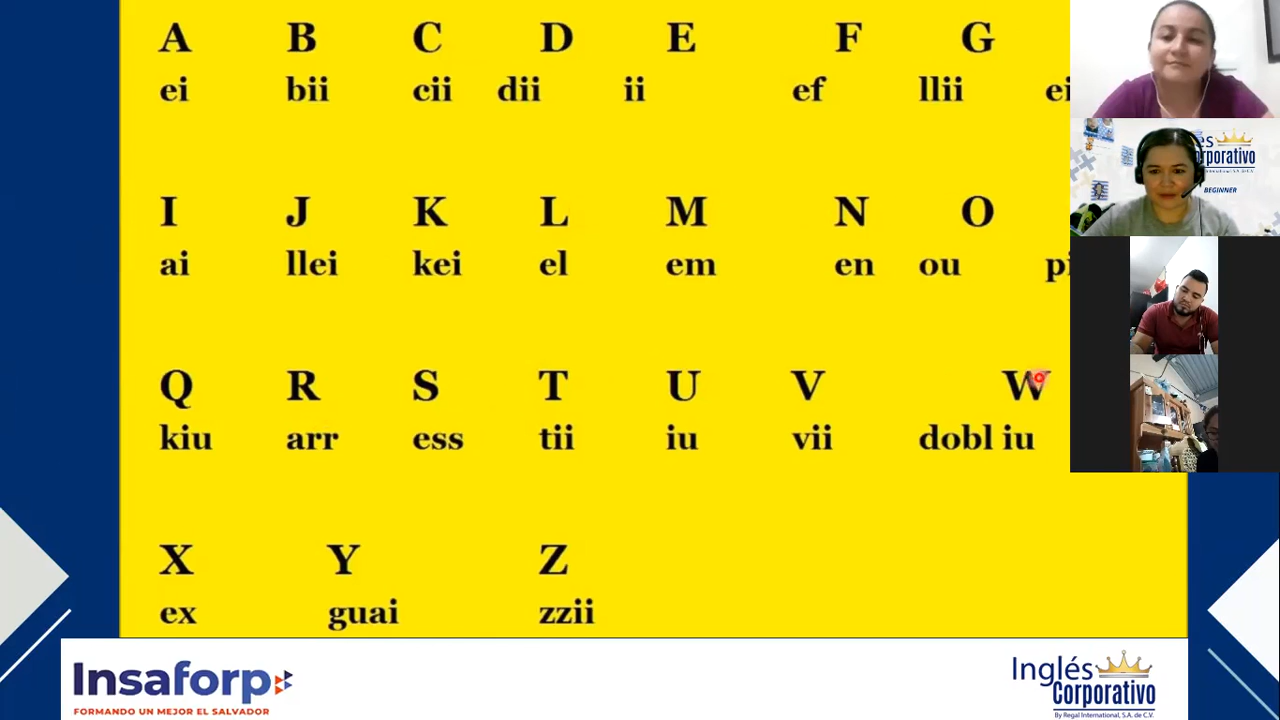 A B C D E F G
ei bii cii dii ii ef llii ei
I J K L M N O
ai llei kei el em en ou pi
Q R S T U V W
kiu arr ess tii iu vii dobl iu
X Y Z
ex guai zzii
Insaforp
FORMANDO UN MEJOR EL SALVADOR
Inglés
Corporativo
By Regal International, S.A. de C.V.
BEGINNER